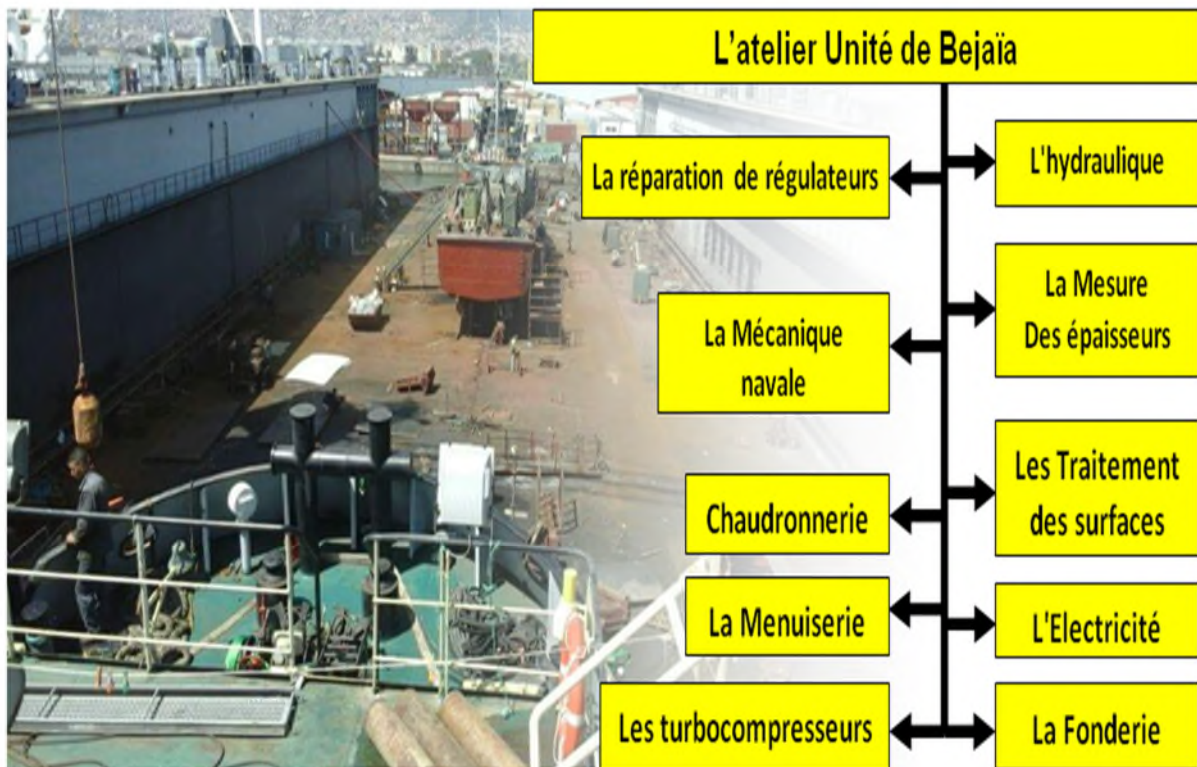 L'atelier Unité de Bejaïa
La réparation de régulateurs
L'hydraulique
La Mécanique
navale
La Mesure
Des épaisseurs
Chaudronnerie
Les Traitement
des surfaces
La Menuiserie
L'Electricité
Les turbocompresseurs
La Fonderie